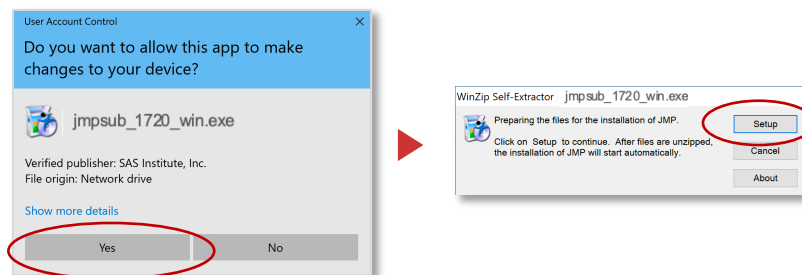 User Account Control
Do you want to allow this app to make
changes to your device?
jmpsub_1720_win.exe
Verified publisher: SAS Institute, Inc.
File origin: Network drive
Show more details
Yes No
WinZip Self-Extractor jmpsub_1720_win.exe
Preparing the files for the installation of JMP.
Click on Setup to continue. After files are unzipped,
the installation of JMP will start automatically.
Setup
Cancel
About